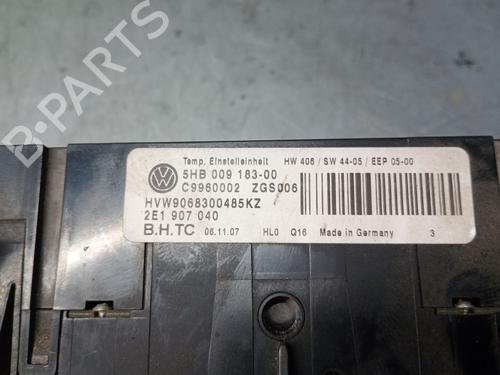 Temp. Einstelleinheit HW 406 / SW 44-05 / EEP 05-00
5HB 009 183-00
C9960002 ZGS006
HVW9068300485KZ
2E1 907 040
B.H.TC 06.11.07 HL0 Q16 Made in Germany 3
B-PARTS